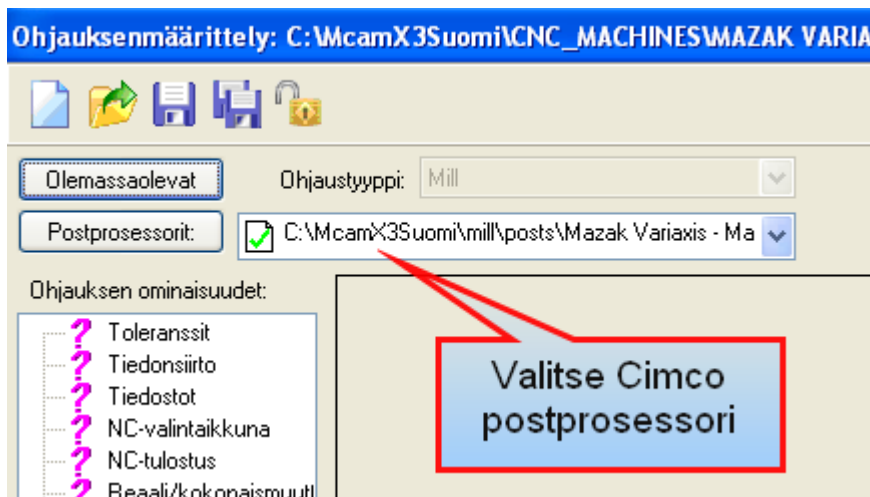 Ohjauksenmäärittely: C:\McamX3Suomi\CNC_MACHINES\MAZAK VARIA
Olemassaolevat Ohjaustyyppi: Mill
Postprosessorit: C:\McamX3Suomi\mill\posts\Mazak Variaxis - Ma
Ohjauksen ominaisuudet:
Toleranssit
Tiedonsiirto
Tiedostot
NC-valintaikkuna
NC-tulostus
Valitse Cimco
postprosessori